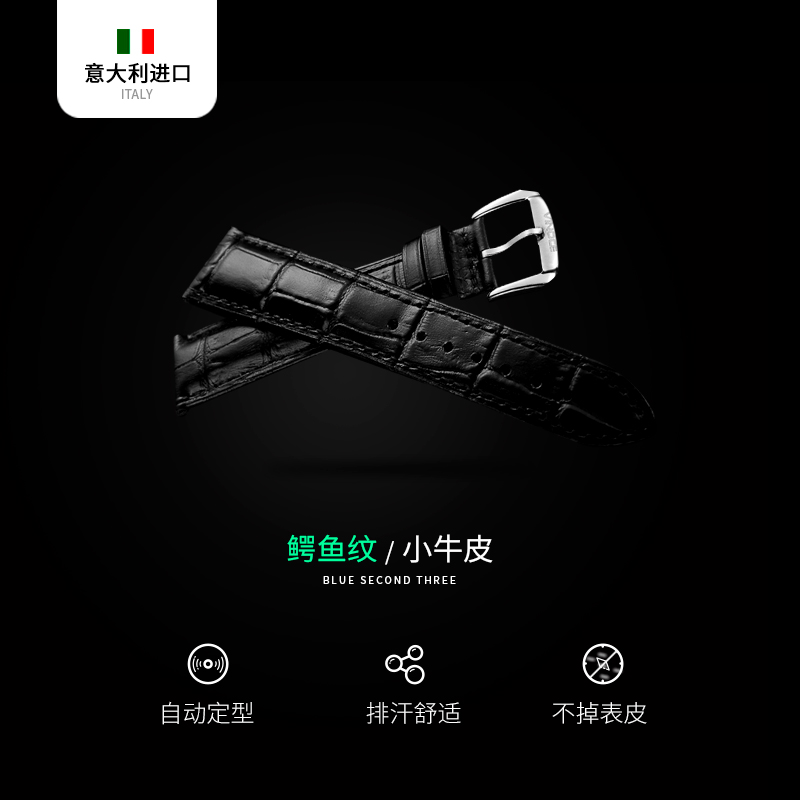 意大利进口
ITALY
鳄鱼纹 / 小牛皮
BLUE SECOND THREE
自动定型
排汗舒适
不掉表皮